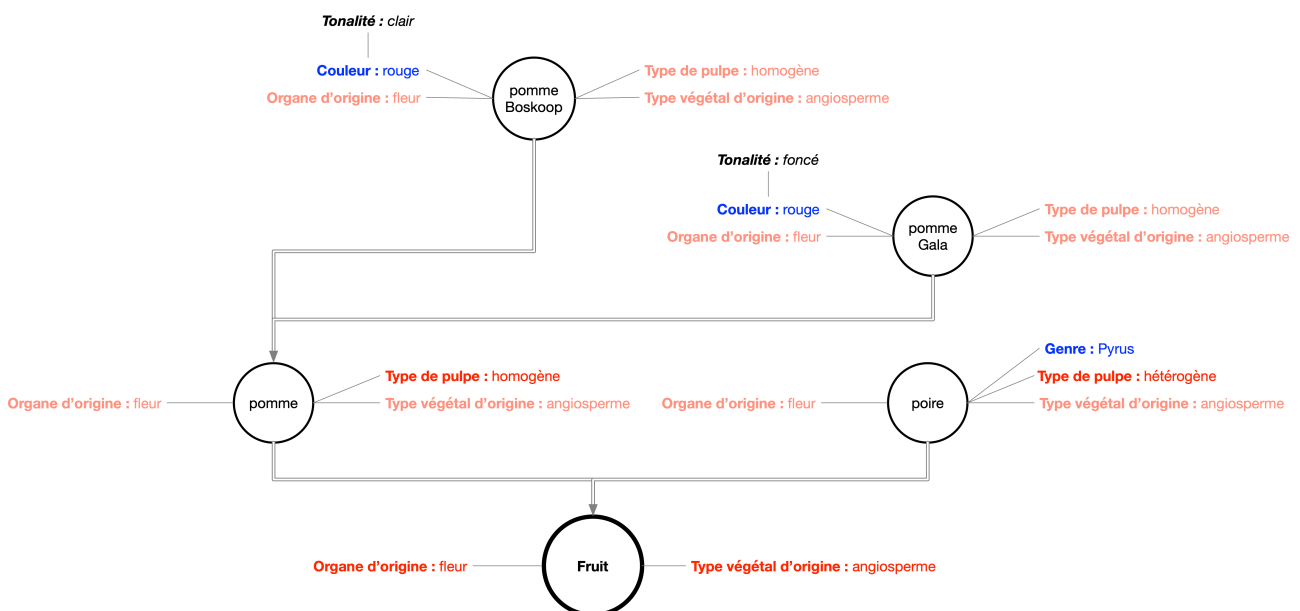 Tonalité : clair
Couleur : rouge
Organe d’origine : fleur
pomme
Boskoop
Type de pulpe : homogène
Type végétal d’origine : angiosperme
Tonalité : foncé
Couleur : rouge
Organe d’origine : fleur
pomme
Gala
Type de pulpe : homogène
Type végétal d’origine : angiosperme
Organe d’origine : fleur
pomme
Type de pulpe : homogène
Type végétal d’origine : angiosperme
Organe d’origine : fleur
poire
Genre : Pyrus
Type de pulpe : hétérogène
Type végétal d’origine : angiosperme
Organe d’origine : fleur
Fruit
Type végétal d’origine : angiosperme